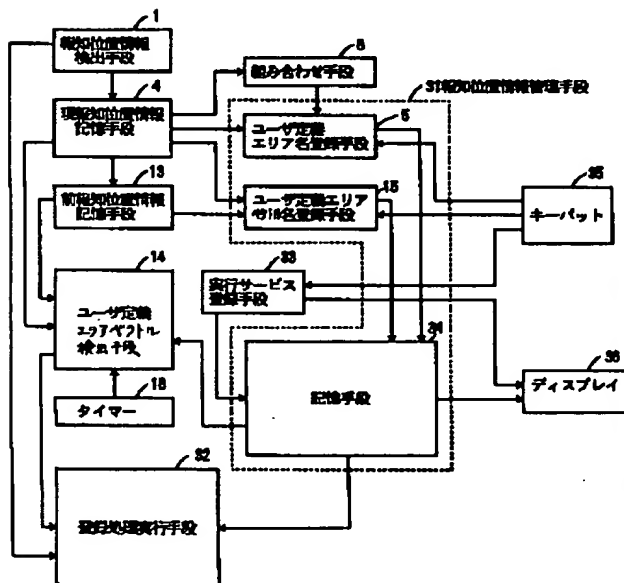 1
報知位置情報
検出手段
4
現報知位置情報
記憶手段
8
組み合わせ手段
31報知位置情報管理手段
5
ユーザ定義
エリア名登録手段
13
前報知位置情報
記憶手段
15
ユーザ定義エリア
ベクトル名登録手段
35
キーパット
14
ユーザ定義
エリアベクトル
検出手段
33
実行サービス
登録手段
34
記憶手段
36
ディスプレイ
18
タイマー
32
登録処理実行手段